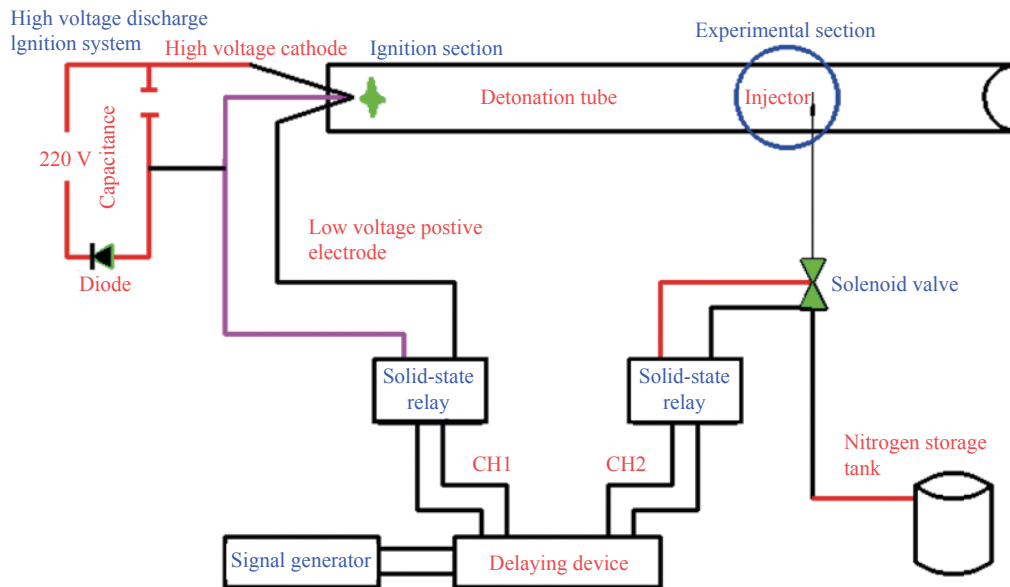 High voltage discharge
lgnition system
High voltage cathode
Ignition section
Experimental section
Detonation tube
Injector
220 V
Capacitance
Diode
Low voltage postive
electrode
Solenoid valve
Solid-state
relay
Solid-state
relay
CH1
CH2
Nitrogen storage
tank
Signal generator
Delaying device